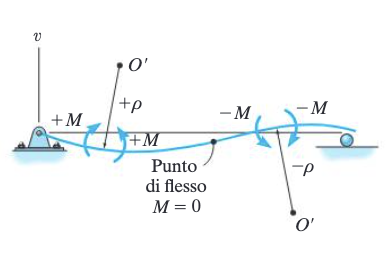 v
O'
+M
+ρ
−M
−M
+M
Punto
di flesso
M = 0
−ρ
O'